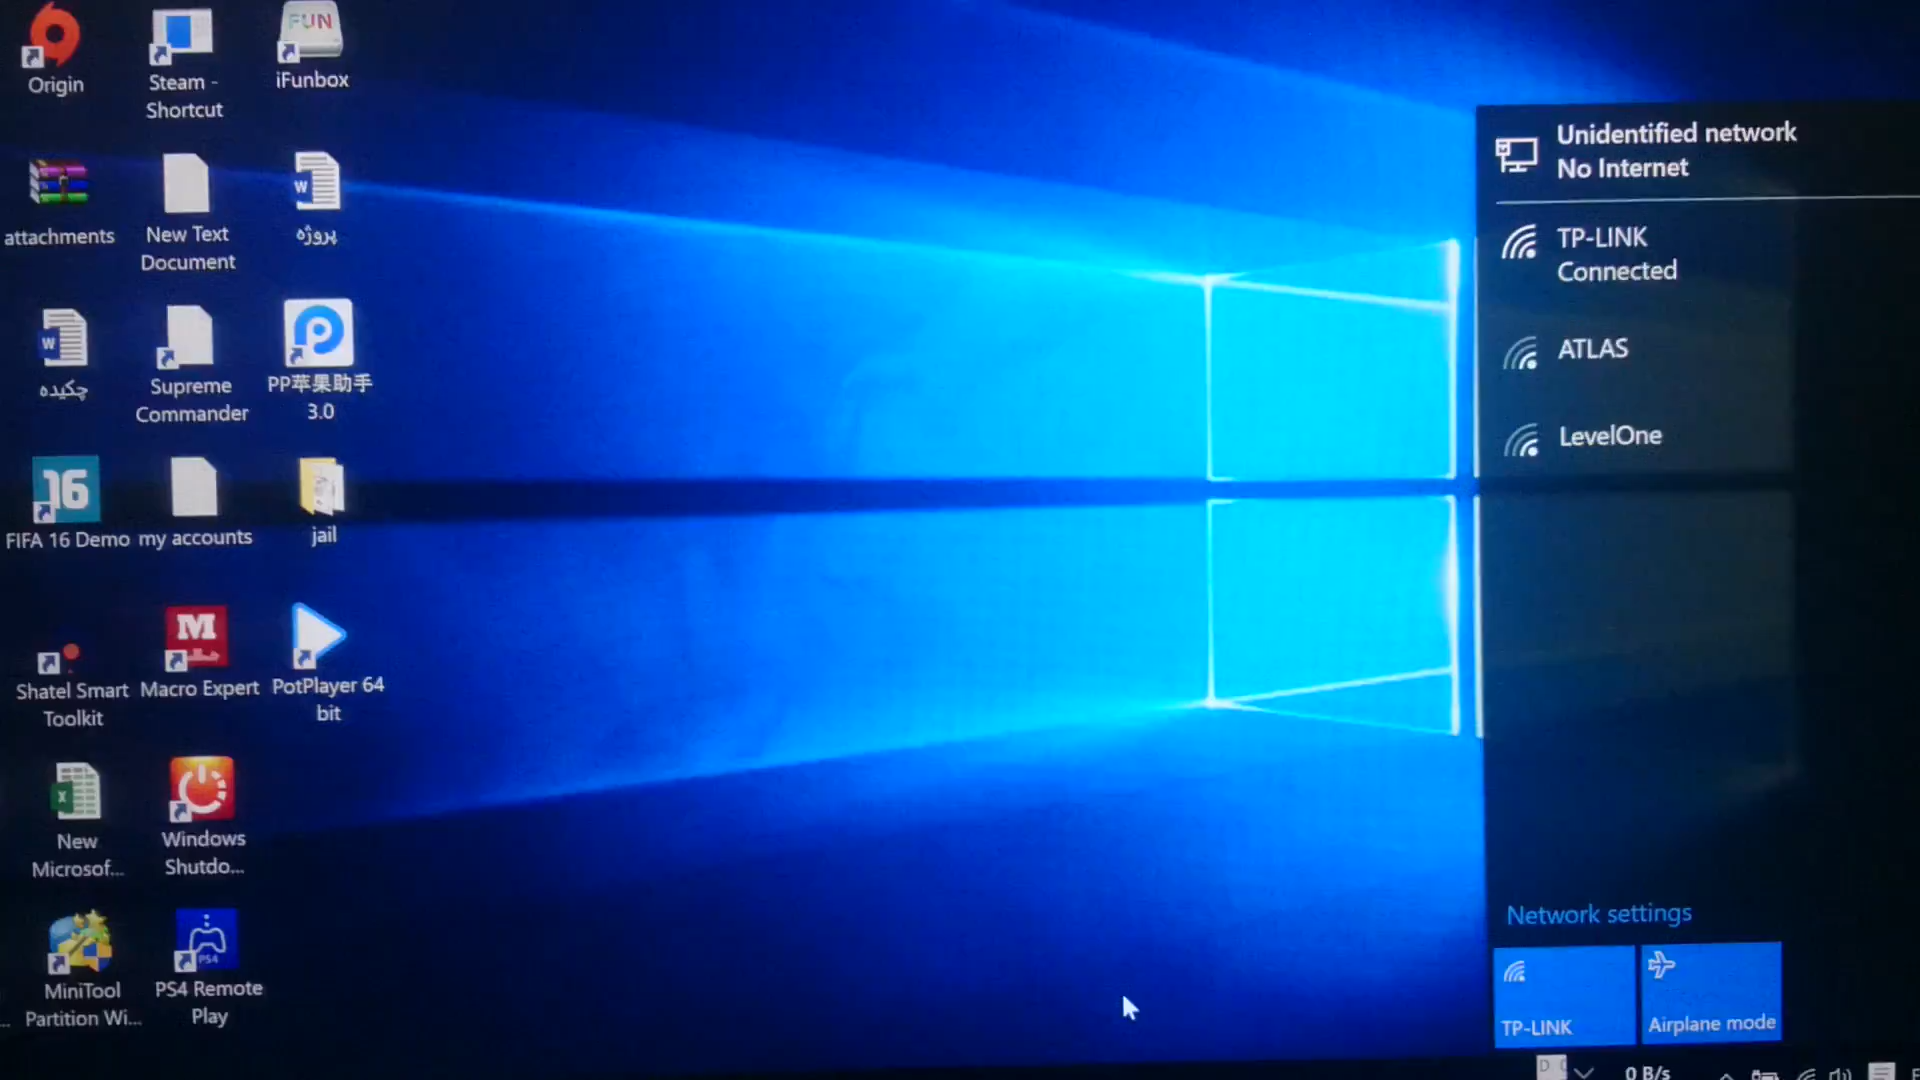 Origin
Steam -
Shortcut
FUN
iFunbox
attachments
New Text
Document
W
پروژه
W
چکیده
Supreme
Commander
PP苹果助手
3.0
16
FIFA 16 Demo
my accounts
jail
Shatel Smart
Toolkit
M
Macro Expert
PotPlayer 64
bit
X
New
Microsof...
Windows
Shutdo...
MiniTool
Partition Wi...
PS4
PS4 Remote
Play
Unidentified network
No Internet
TP-LINK
Connected
ATLAS
LevelOne
Network settings
TP-LINK
Airplane mode
0 B/s